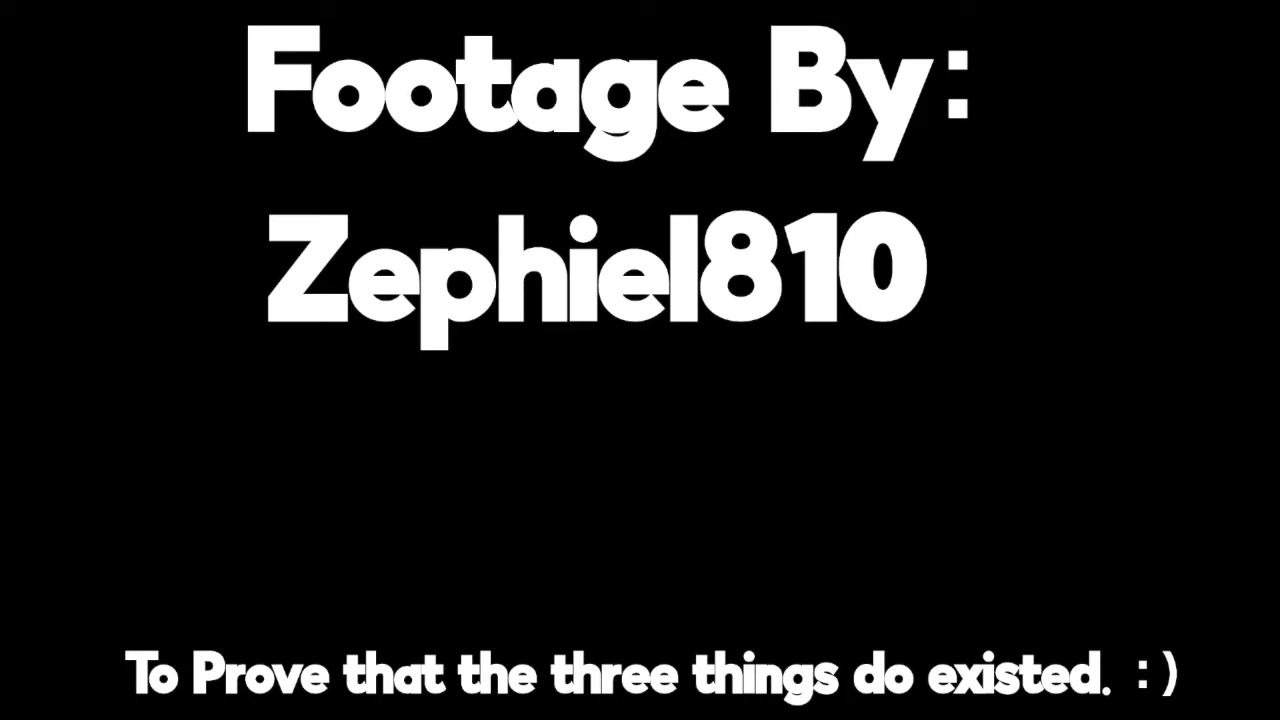 Footage By:
Zephiel810
To Prove that the three things do existed. :)